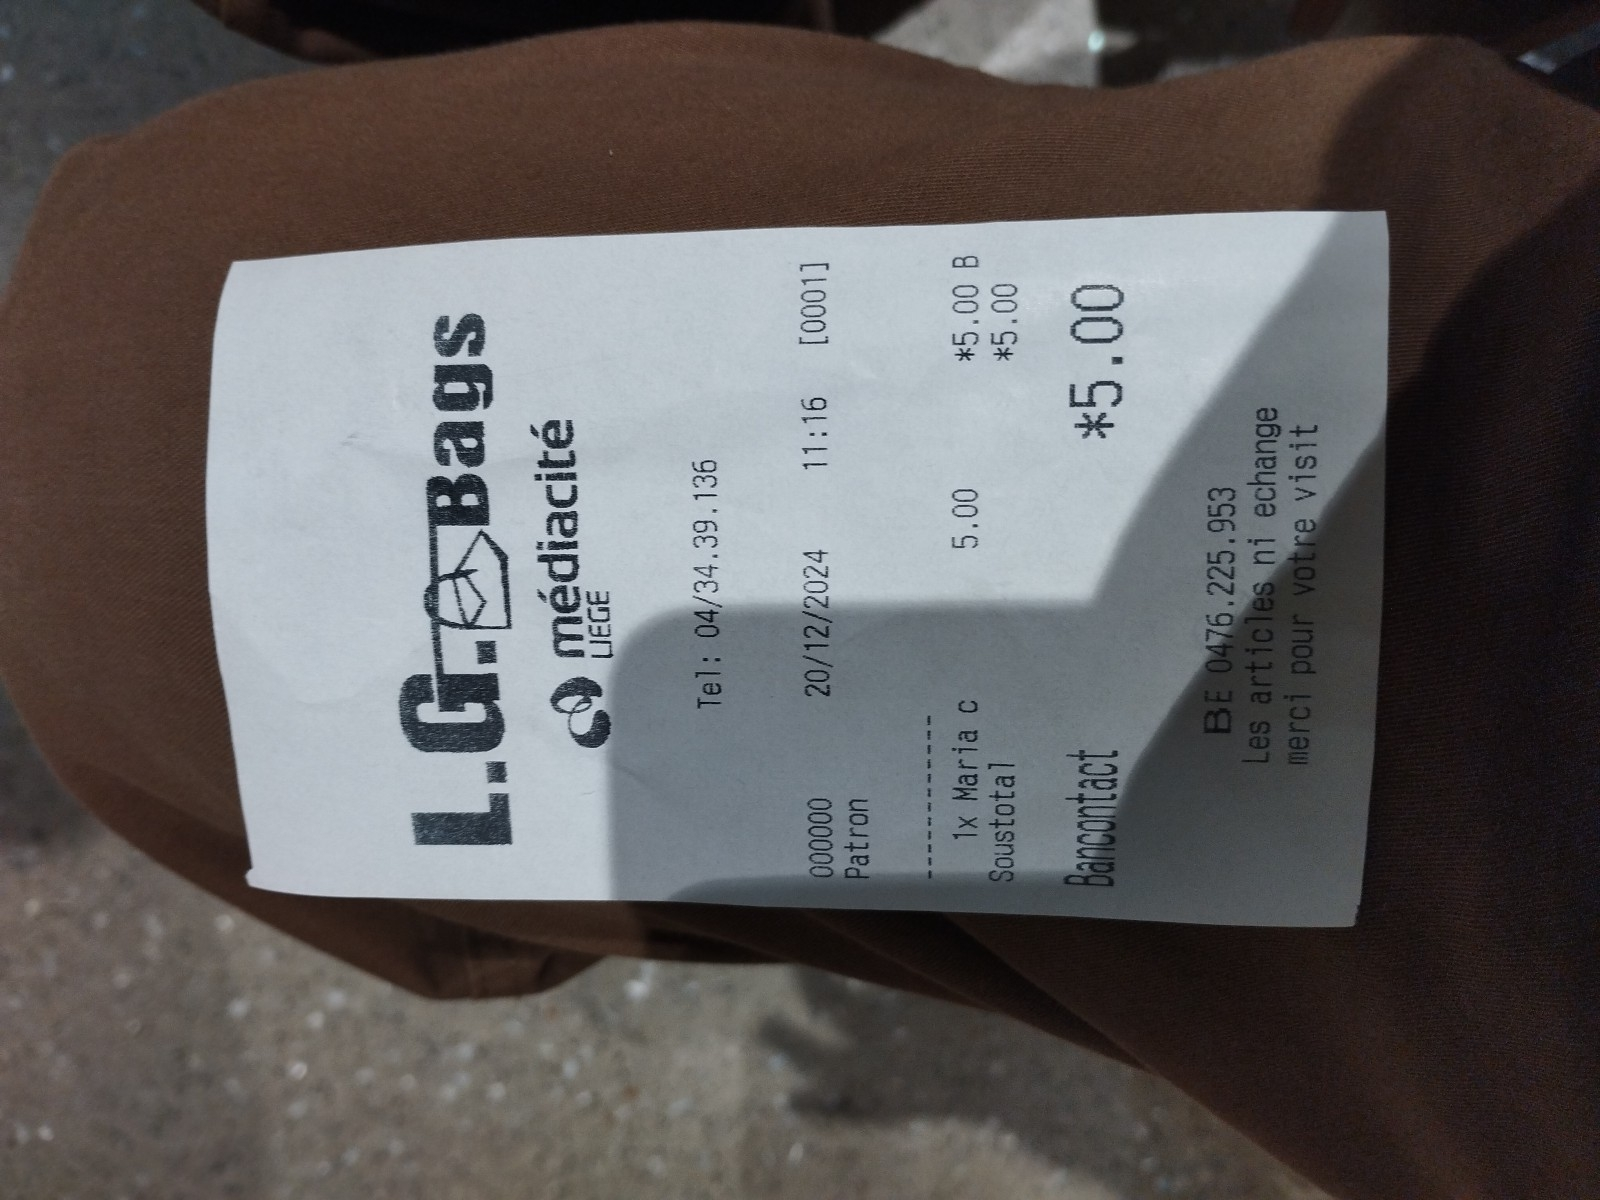 L.G. Bags
médiacité
LIEGE
Tel: 04/34.39.136
000000 20/12/2024 11:16 [0001]
Patron
------------
1x Maria c 5.00 *5.00 B
Soustotal *5.00
Bancontact *5.00
BE 0476.225.953
Les articles ni echange
merci pour votre visit